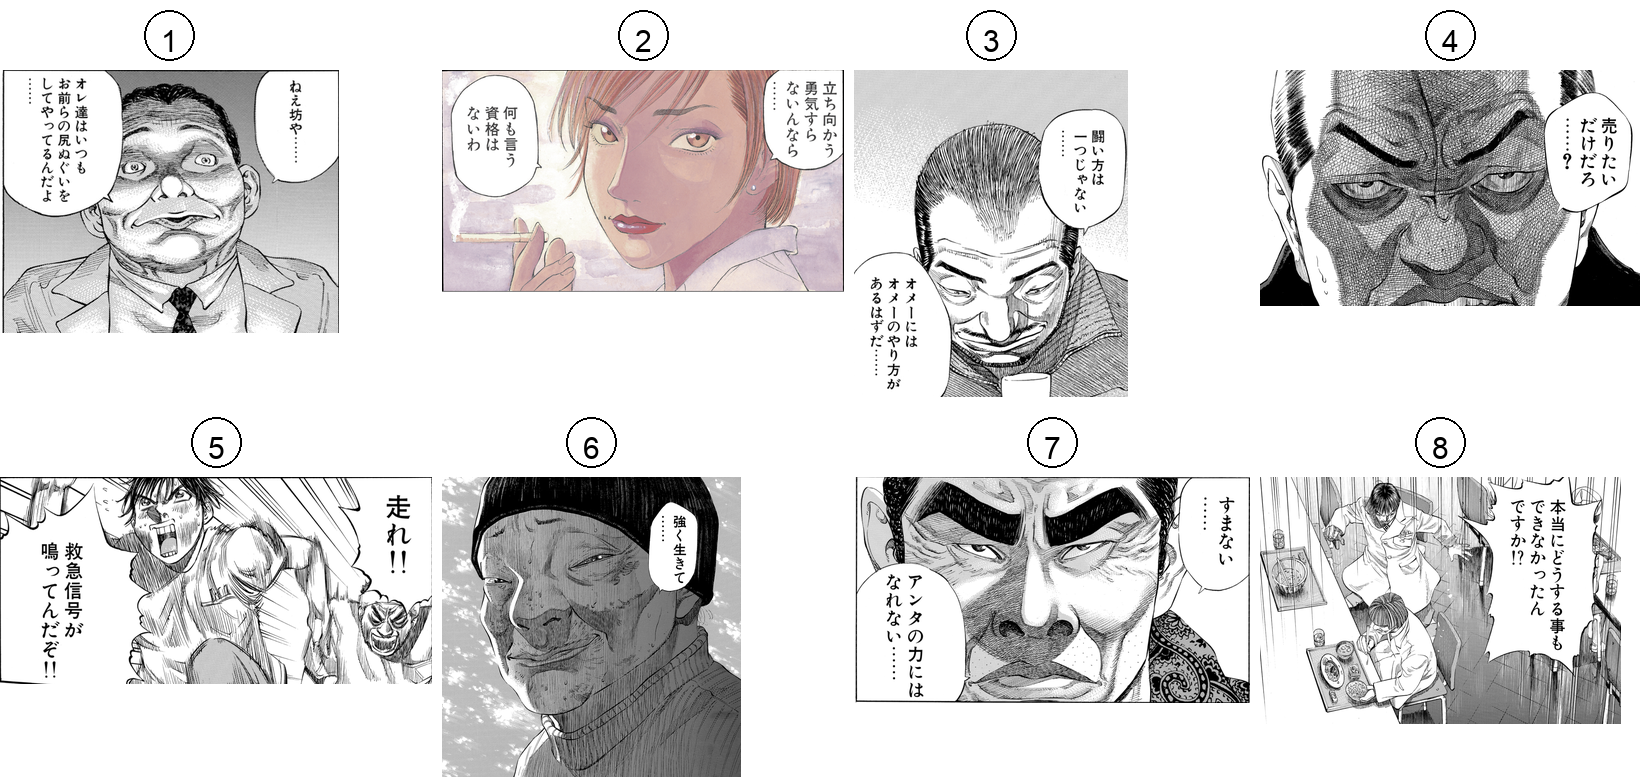 1
ねえ坊や……
オレ達はいつも
お前らの尻ぬぐいを
してやってるんだよ
……
2
立ち向かう
勇気すら
ないんなら
……
何も言う
資格は
ないわ
3
闘い方は
一つじゃない
……
オメーには
オメーのやり方が
あるはずだ……
4
売りたい
だけだろ
……?
5
走れ!!
救急信号が
鳴ってんだぞ!!
6
強く生きて
……
7
すまない
……
アンタの力には
なれない……
8
本当にどうする事も
できなかったん
ですか!?